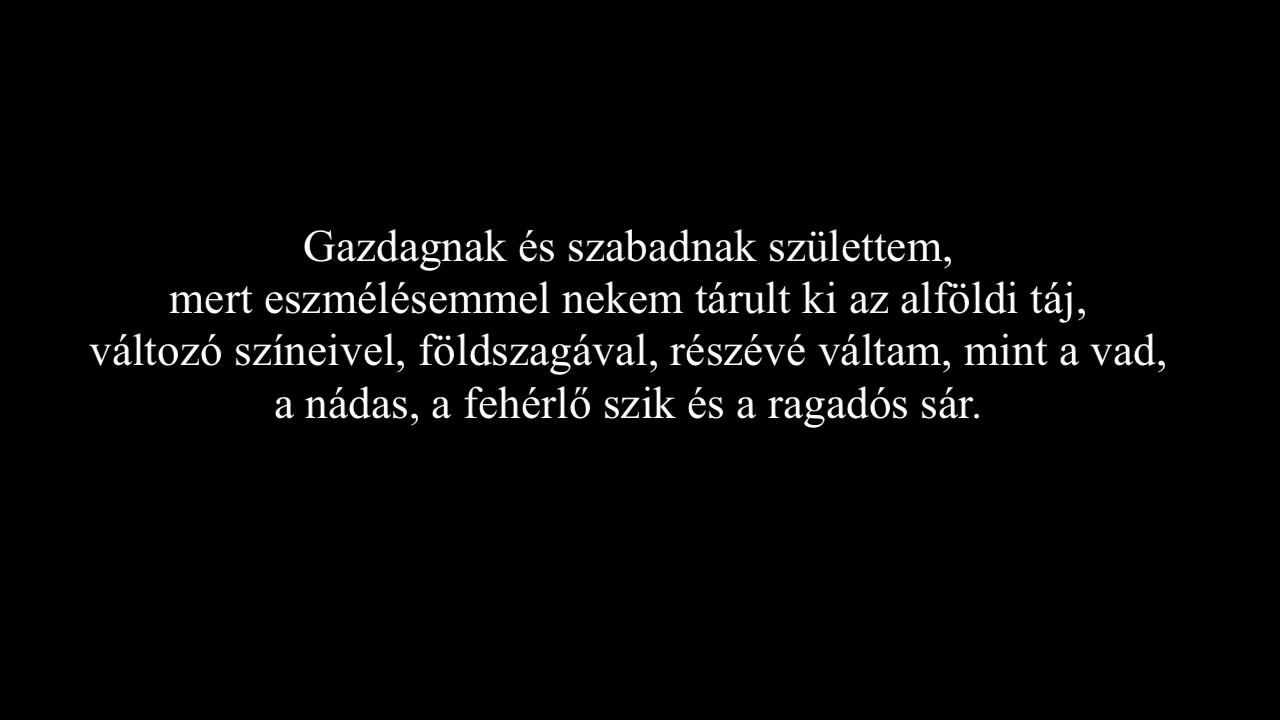 Gazdagnak és szabadnak születtem,
mert eszmélésemmel nekem tárult ki az alföldi táj,
változó színeivel, földszagával, részévé váltam, mint a vad,
a nádas, a fehérlő szik és a ragadós sár.